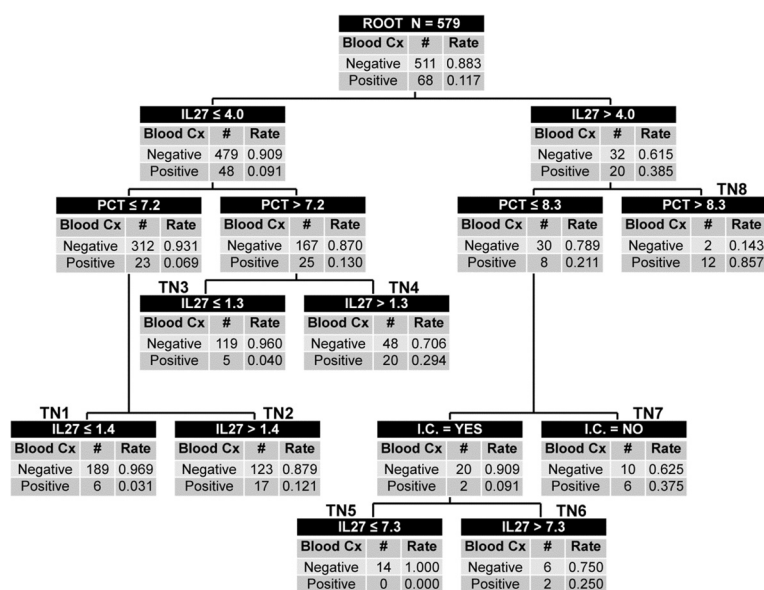 ROOT N = 579
Blood Cx # Rate
Negative 511 0.883
Positive 68 0.117
IL27 ≤ 4.0
Blood Cx # Rate
Negative 479 0.909
Positive 48 0.091
IL27 > 4.0
Blood Cx # Rate
Negative 32 0.615
Positive 20 0.385
PCT ≤ 7.2
Blood Cx # Rate
Negative 312 0.931
Positive 23 0.069
PCT > 7.2
Blood Cx # Rate
Negative 167 0.870
Positive 25 0.130
PCT ≤ 8.3
Blood Cx # Rate
Negative 30 0.789
Positive 8 0.211
TN8
PCT > 8.3
Blood Cx # Rate
Negative 2 0.143
Positive 12 0.857
TN3
IL27 ≤ 1.3
Blood Cx # Rate
Negative 119 0.960
Positive 5 0.040
TN4
IL27 > 1.3
Blood Cx # Rate
Negative 48 0.706
Positive 20 0.294
TN1
IL27 ≤ 1.4
Blood Cx # Rate
Negative 189 0.969
Positive 6 0.031
TN2
IL27 > 1.4
Blood Cx # Rate
Negative 123 0.879
Positive 17 0.121
I.C. = YES
Blood Cx # Rate
Negative 20 0.909
Positive 2 0.091
TN7
I.C. = NO
Blood Cx # Rate
Negative 10 0.625
Positive 6 0.375
TN5
IL27 ≤ 7.3
Blood Cx # Rate
Negative 14 1.000
Positive 0 0.000
TN6
IL27 > 7.3
Blood Cx # Rate
Negative 6 0.750
Positive 2 0.250